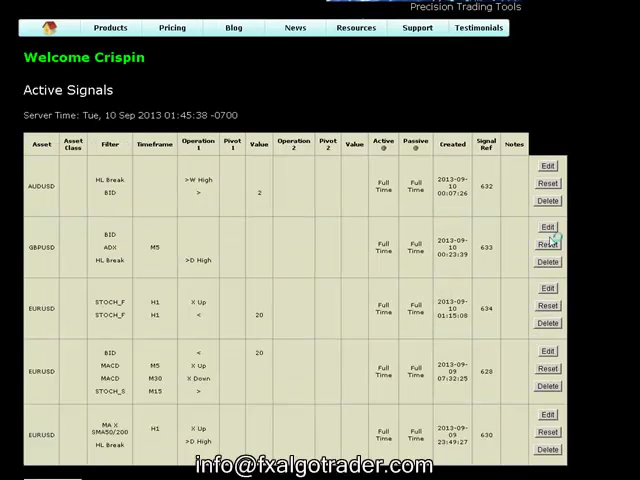 Precision Trading Tools
Products Pricing Blog News Resources Support Testimonials
Welcome Crispin
Active Signals
Server Time: Tue, 10 Sep 2013 01:45:38 -0700
Asset Asset Class Filter Timeframe Operation 1 Pivot 1 Value Operation 2 Pivot 2 Value Active @ Passive @ Created Signal Ref Notes
AUDUSD HL Break >W High Full Time Full Time 2013-09-10 00:07:26 632 Edit
BID > 2 Reset
Delete
GBPUSD BID Full Time Full Time 2013-09-10 00:23:39 633 Edit
ADX M5 Reset
HL Break >D High Delete
EURUSD STOCH_F H1 X Up Full Time Full Time 2013-09-10 01:15:08 634 Edit
STOCH_F H1 < 20 Reset
Delete
EURUSD BID < 20 Full Time Full Time 2013-09-09 07:32:25 628 Edit
MACD M5 X Up Reset
MACD M30 X Down Delete
STOCH_S M15 >
EURUSD MA X SMA50/200 H1 X Up Full Time Full Time 2013-09-09 23:49:27 630 Edit
HL Break >D High Reset
Delete
info@fxalgotrader.com